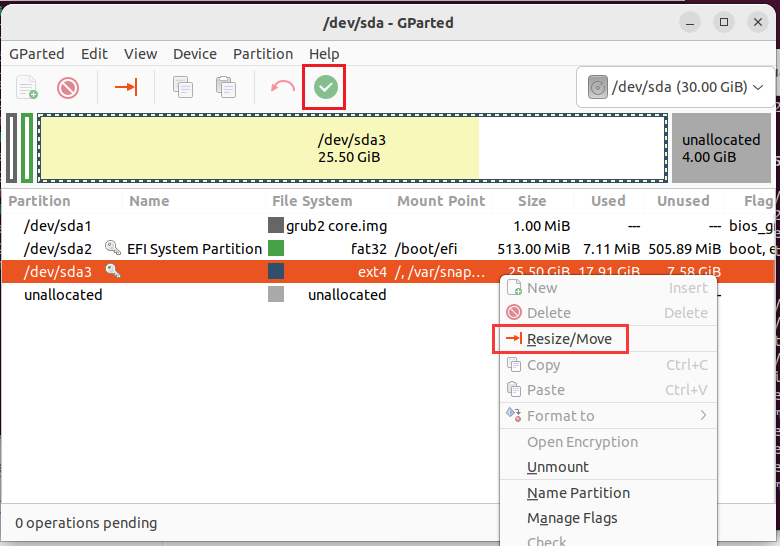 /dev/sda - GParted
GParted Edit View Device Partition Help
/dev/sda (30.00 GiB)
/dev/sda3
25.50 GiB
unallocated
4.00 GiB
Partition Name File System Mount Point Size Used Unused Flag
/dev/sda1 grub2 core.img 1.00 MiB --- --- bios_g
/dev/sda2 EFI System Partition fat32 /boot/efi 513.00 MiB 7.11 MiB 505.89 MiB boot, e
/dev/sda3 ext4 /, /var/snap... 25.50 GiB 17.91 GiB 7.58 GiB
unallocated unallocated
New Insert
Delete Delete
Resize/Move
Copy Ctrl+C
Paste Ctrl+V
Format to
Open Encryption
Unmount
Name Partition
Manage Flags
Check
0 operations pending